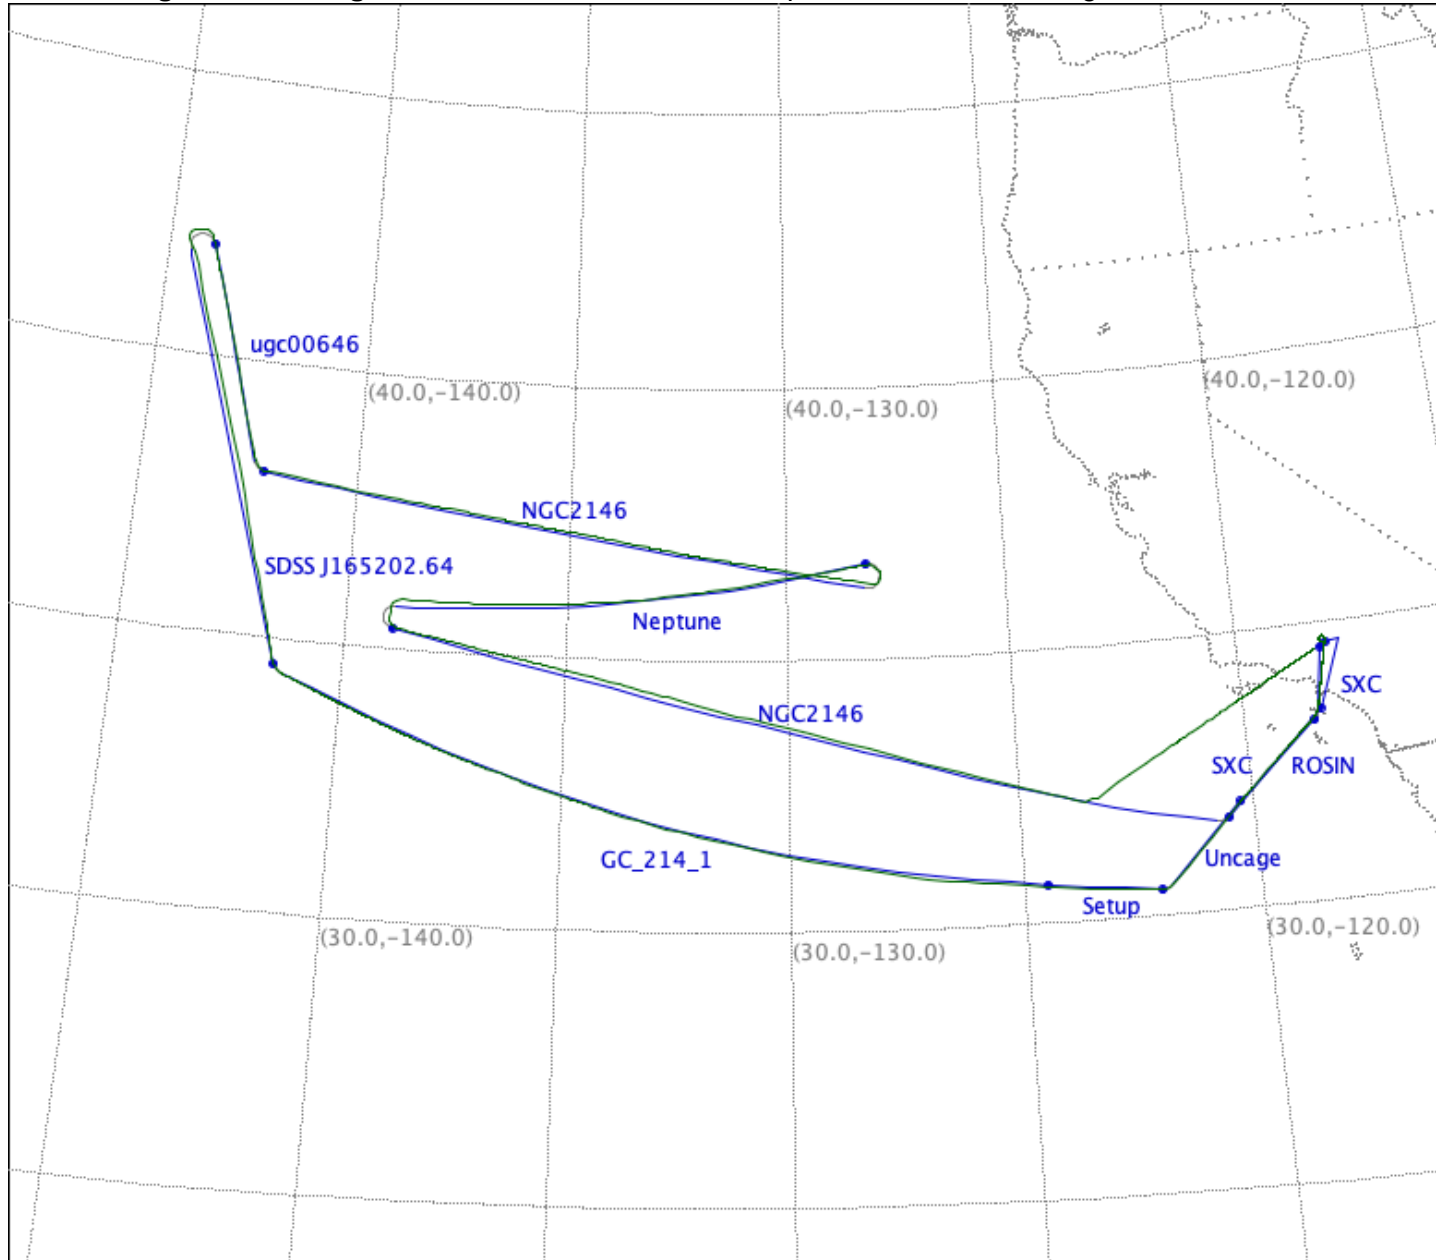 ugc00646
(40.0,-140.0)
(40.0,-130.0)
(40.0,-120.0)
NGC2146
SDSS J165202.64
Neptune
SXC
NGC2146
SXC
ROSIN
GC_214_1
Uncage
Setup
(30.0,-140.0)
(30.0,-130.0)
(30.0,-120.0)